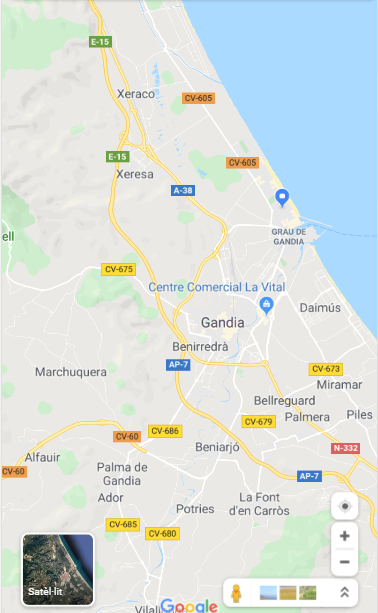 E-15
Xeraco
CV-605
CV-605
E-15
Xeresa
A-38
GRAU DE
GANDIA
ell
CV-675
Centre Comercial La Vital
Daimús
Gandia
Benirredrà
AP-7
CV-673
Marchuquera
Miramar
Bellreguard
Piles
Palmera
CV-679
CV-686
CV-60
Beniarjó
N-332
Alfauir
CV-60
Palma de
Gandia
AP-7
Ador
La Font
d'en Carròs
Potries
CV-685
CV-680
Satèl·lit
Google